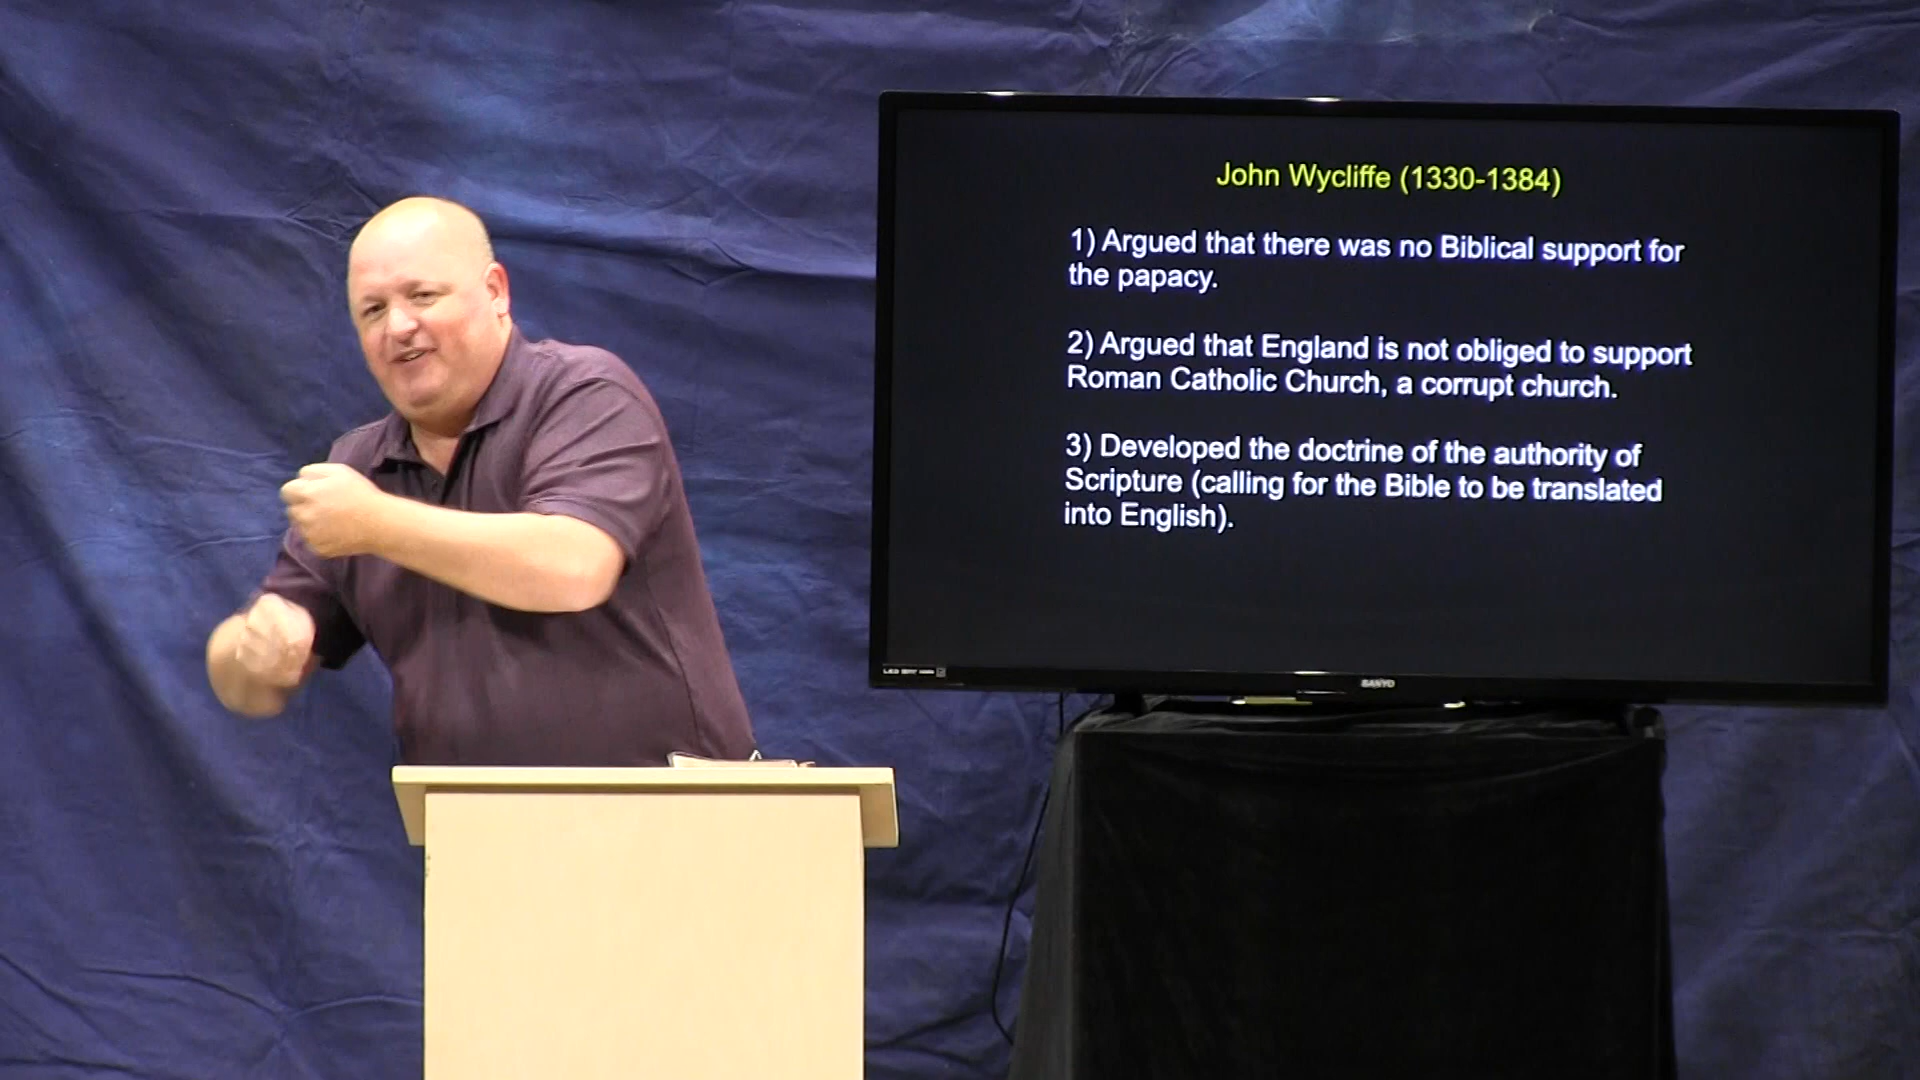 John Wycliffe (1330-1384)
1) Argued that there was no Biblical support for
the papacy.
2) Argued that England is not obliged to support
Roman Catholic Church, a corrupt church.
3) Developed the doctrine of the authority of
Scripture (calling for the Bible to be translated
into English).
SANYO